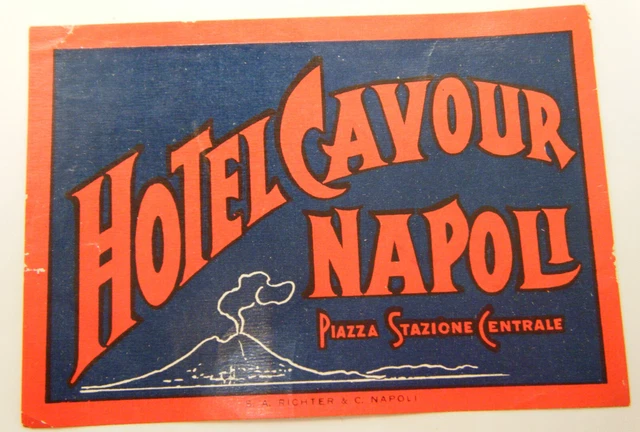 HOTEL CAVOUR
NAPOLI
PIAZZA STAZIONE CENTRALE
A. RICHTER & C. NAPOLI